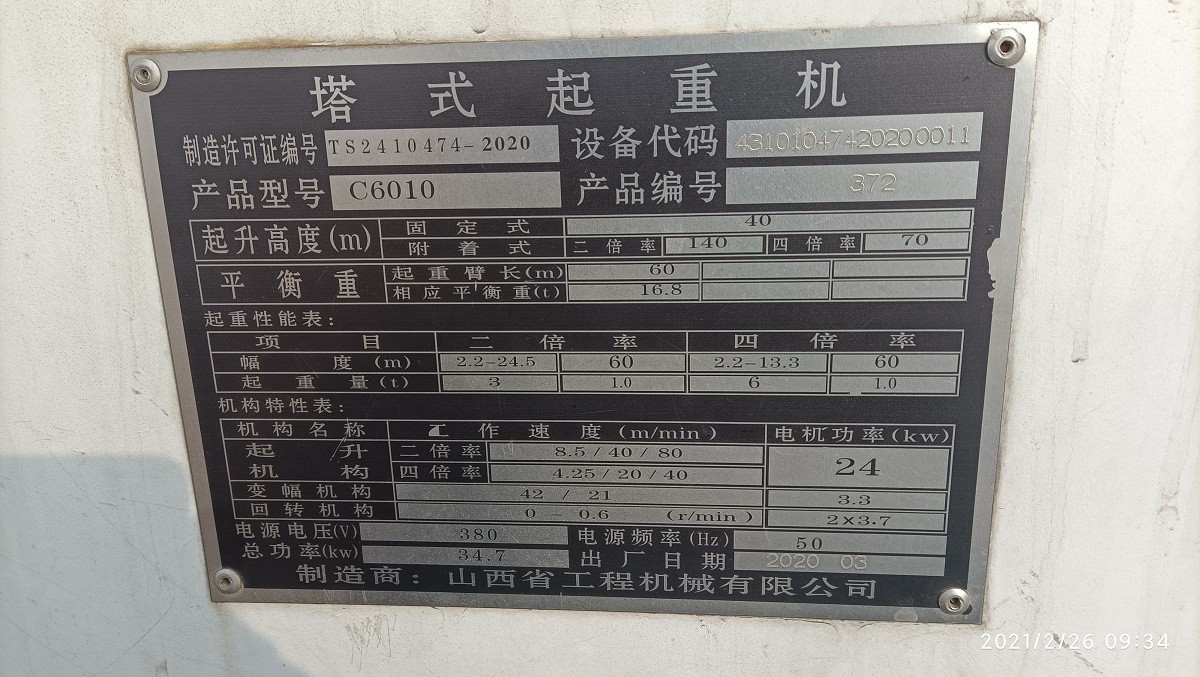 塔式起重机
制造许可证编号 TS2410474-2020 设备代码 43101047420200011
产品型号 C6010 产品编号 372
起升高度(m) 固定式 40
附着式 二倍率 140 四倍率 70
平衡重 起重臂长(m) 60
相应平衡重(t) 16.8
起重性能表:
项目 二倍率 四倍率
幅度(m) 2.2-24.5 60 2.2-13.3 60
起重量(t) 3 1.0 6 1.0
机构特性表:
机构名称 工作速度(m/min) 电机功率(kw)
起升机构 二倍率 8.5/40/80 24
四倍率 4.25/20/40
变幅机构 42/21 3.3
回转机构 0-0.6 (r/min) 2×3.7
电源电压(V) 380 电源频率(Hz) 50
总功率(kw) 34.7 出厂日期 2020 03
制造商:山西省工程机械有限公司
2021/2/26 09:34